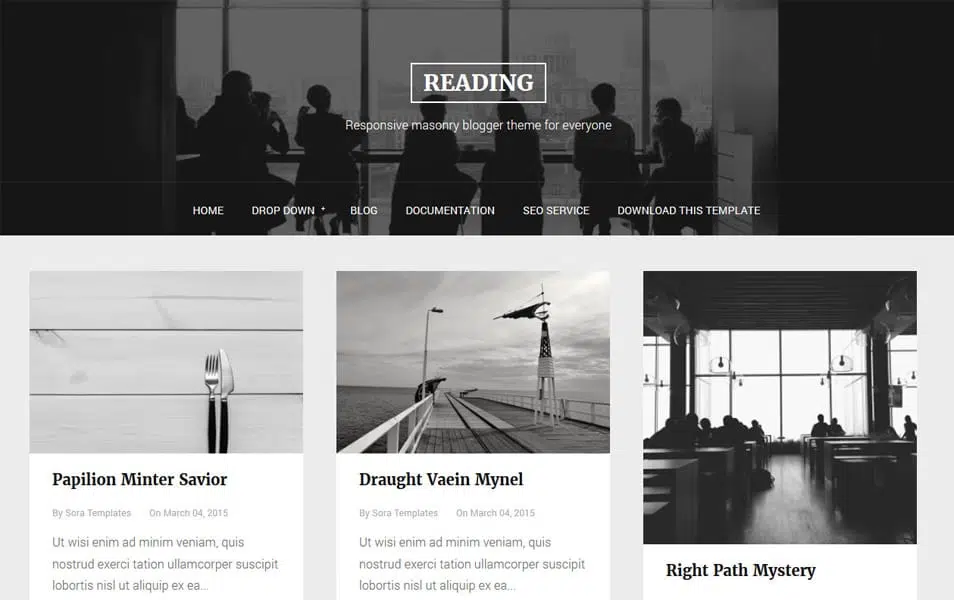 READING
Responsive masonry blogger theme for everyone
HOME DROP DOWN + BLOG DOCUMENTATION SEO SERVICE DOWNLOAD THIS TEMPLATE
Papilion Minter Savior
By Sora Templates On March 04, 2015
Ut wisi enim ad minim veniam, quis
nostrud exerci tation ullamcorper suscipit
lobortis nisl ut aliquip ex ea...
Draught Vaein Mynel
By Sora Templates On March 04, 2015
Ut wisi enim ad minim veniam, quis
nostrud exerci tation ullamcorper suscipit
lobortis nisl ut aliquip ex ea...
Right Path Mystery